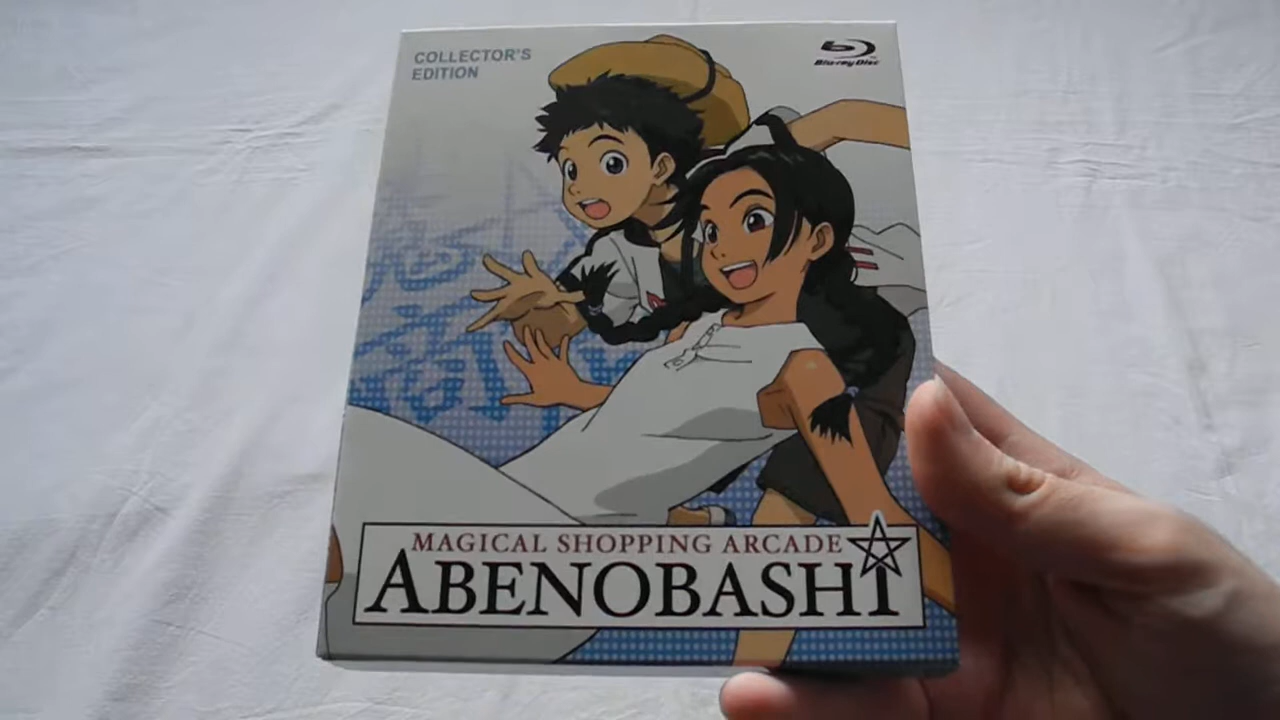 COLLECTOR'S
EDITION
Blu-ray Disc
MAGICAL SHOPPING ARCADE
ABENOBASHI